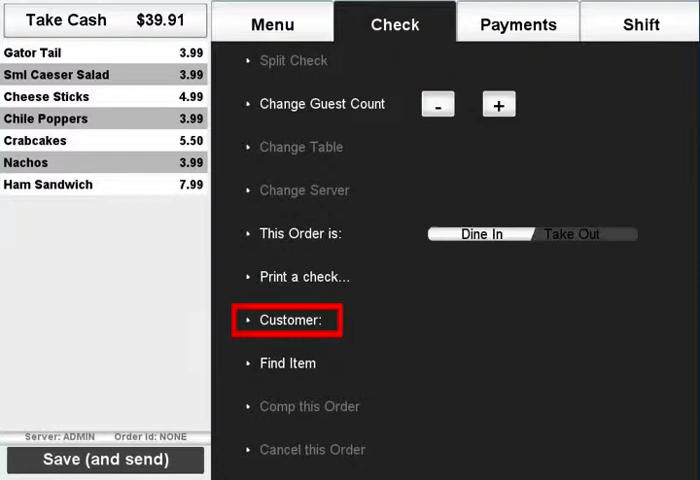 Take Cash $39.91
Menu
Check
Payments
Shift
Gator Tail 3.99
Sml Caeser Salad 3.99
Cheese Sticks 4.99
Chile Poppers 3.99
Crabcakes 5.50
Nachos 3.99
Ham Sandwich 7.99
Server: ADMIN Order Id: NONE
Save (and send)
Split Check
Change Guest Count - +
Change Table
Change Server
This Order is: Dine In Take Out
Print a check...
Customer:
Find Item
Comp this Order
Cancel this Order